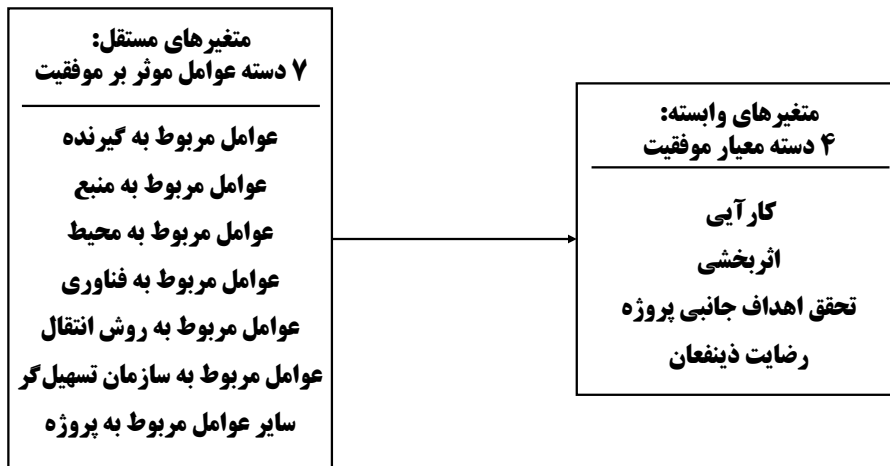 متغیرهای مستقل:
۷ دسته عوامل موثر بر موفقیت
عوامل مربوط به گیرنده
عوامل مربوط به منبع
عوامل مربوط به محیط
عوامل مربوط به فناوری
عوامل مربوط به روش انتقال
عوامل مربوط به سازمان تسهیل‌گر
سایر عوامل مربوط به پروژه
متغیرهای وابسته:
۴ دسته معیار موفقیت
کارآیی
اثربخشی
تحقق اهداف جانبی پروژه
رضایت ذینفعان